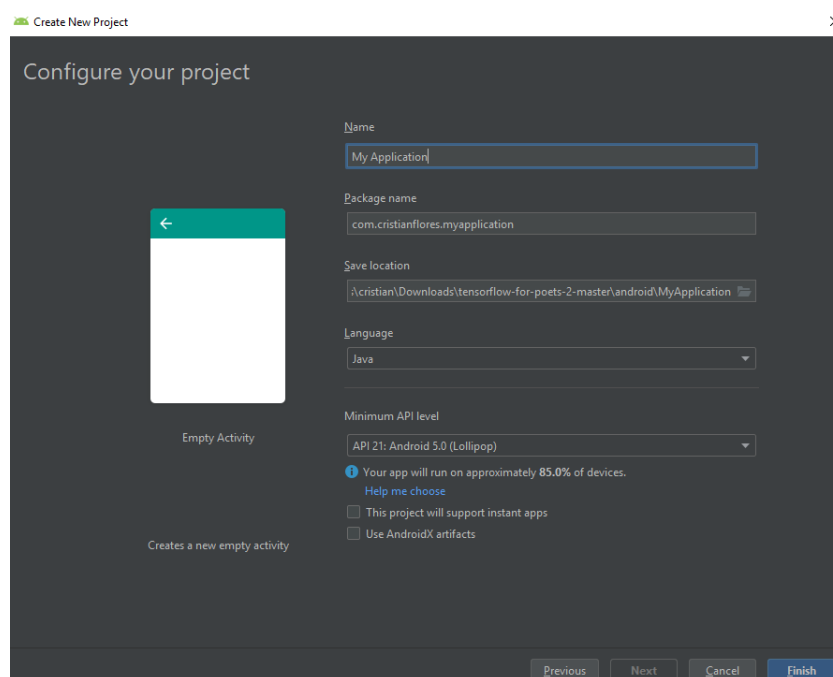 Create New Project
Configure your project
Name
My Application
Package name
com.cristianflores.myapplication
Save location
:\cristian\Downloads\tensorflow-for-poets-2-master\android\MyApplication
Language
Java
Minimum API level
API 21: Android 5.0 (Lollipop)
Your app will run on approximately 85.0% of devices.
Help me choose
This project will support instant apps
Use AndroidX artifacts
Empty Activity
Creates a new empty activity
Previous Next Cancel Finish